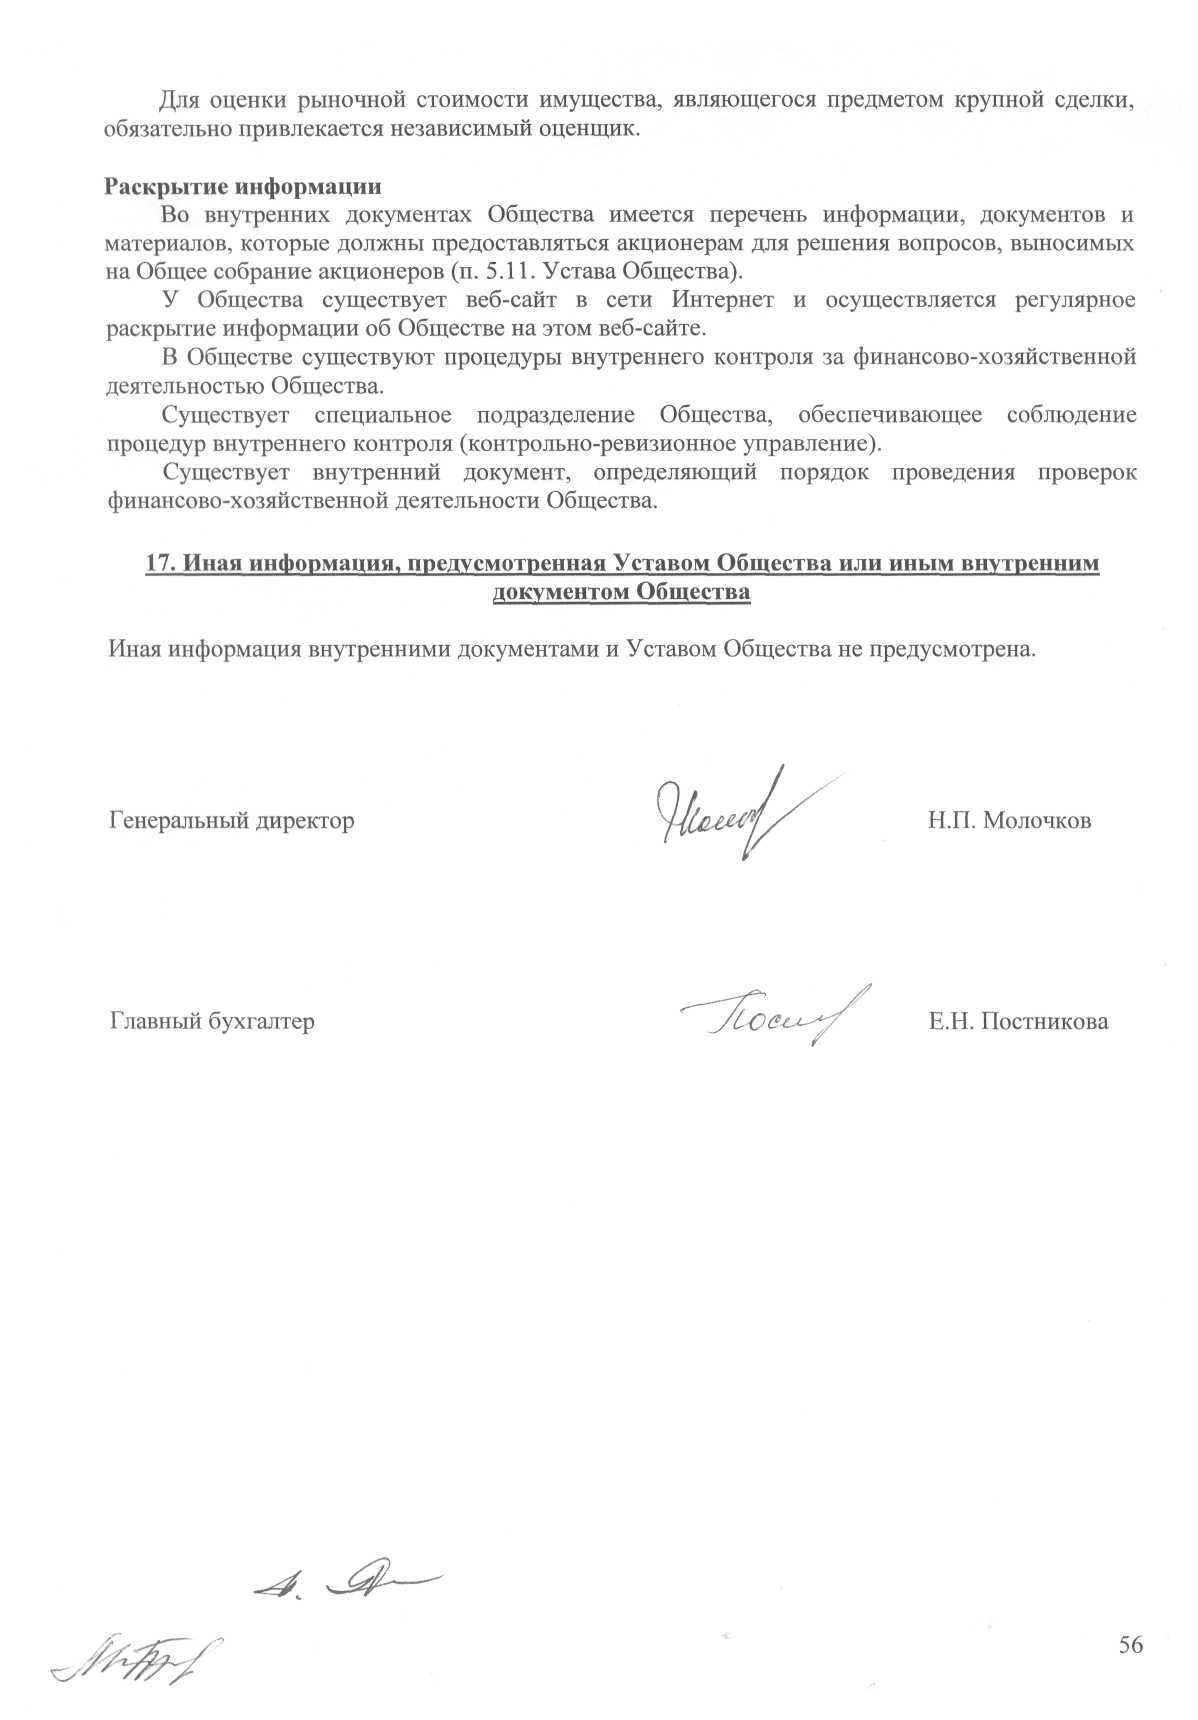 Для оценки рыночной стоимости имущества, являющегося предметом крупной сделки,
обязательно привлекается независимый оценщик.
Раскрытие информации
Во внутренних документах Общества имеется перечень информации, документов и
материалов, которые должны предоставляться акционерам для решения вопросов, выносимых
на Общее собрание акционеров (п. 5.11. Устава Общества).
У Общества существует веб-сайт в сети Интернет и осуществляется регулярное
раскрытие информации об Обществе на этом веб-сайте.
В Обществе существуют процедуры внутреннего контроля за финансово-хозяйственной
деятельностью Общества.
Существует специальное подразделение Общества, обеспечивающее соблюдение
процедур внутреннего контроля (контрольно-ревизионное управление).
Существует внутренний документ, определяющий порядок проведения проверок
финансово-хозяйственной деятельности Общества.
17. Иная информация, предусмотренная Уставом Общества или иным внутренним
документом Общества
Иная информация внутренними документами и Уставом Общества не предусмотрена.
Генеральный директор Н.П. Молочков
Главный бухгалтер Е.Н. Постникова
56